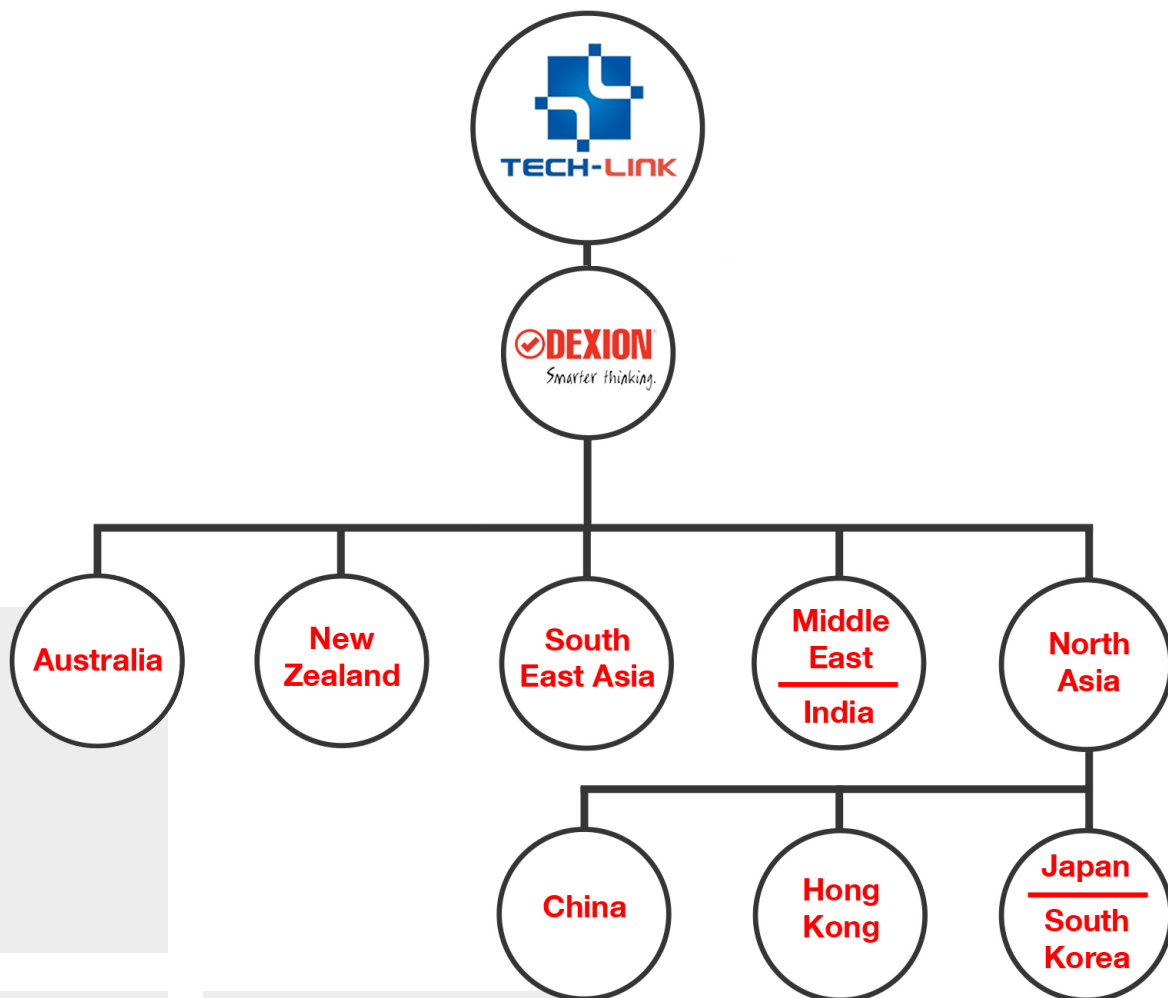 TECH-LINK
DEXION
Smarter thinking.
Australia
New
Zealand
South
East Asia
Middle
East
India
North
Asia
China
Hong
Kong
Japan
South
Korea